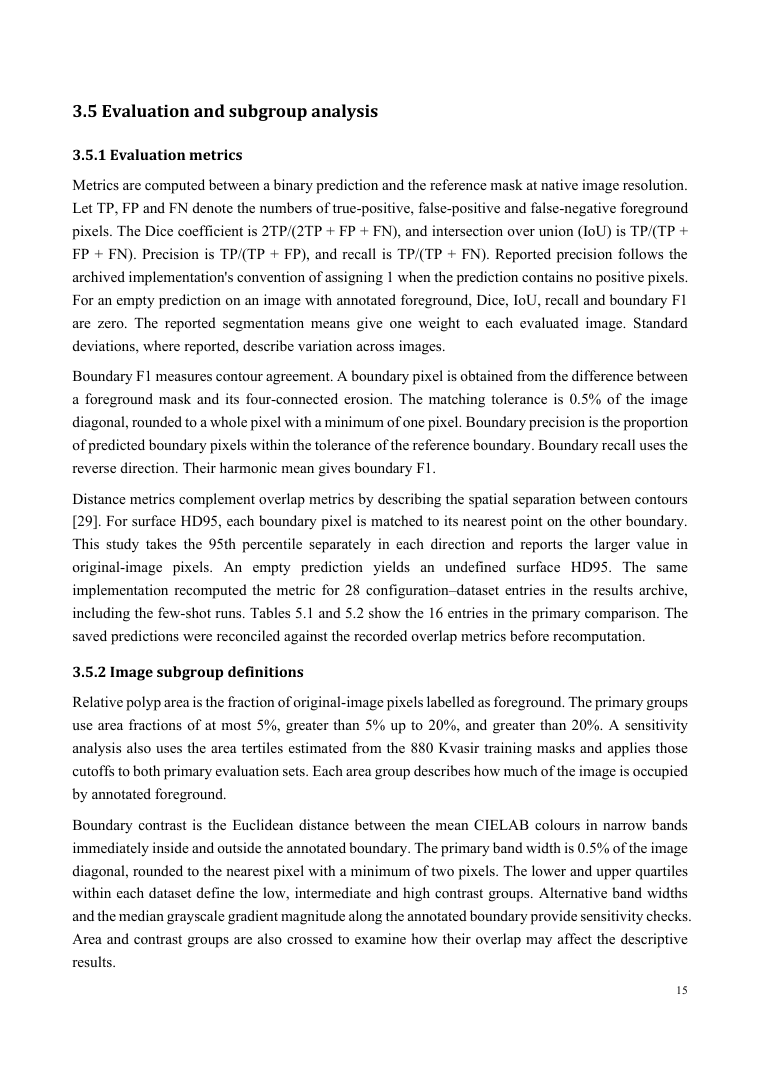 3.5 Evaluation and subgroup analysis
3.5.1 Evaluation metrics
Metrics are computed between a binary prediction and the reference mask at native image resolution.
Let TP, FP and FN denote the numbers of true-positive, false-positive and false-negative foreground
pixels. The Dice coefficient is 2TP/(2TP + FP + FN), and intersection over union (IoU) is TP/(TP +
FP + FN). Precision is TP/(TP + FP), and recall is TP/(TP + FN). Reported precision follows the
archived implementation's convention of assigning 1 when the prediction contains no positive pixels.
For an empty prediction on an image with annotated foreground, Dice, IoU, recall and boundary F1
are zero. The reported segmentation means give one weight to each evaluated image. Standard
deviations, where reported, describe variation across images.
Boundary F1 measures contour agreement. A boundary pixel is obtained from the difference between
a foreground mask and its four-connected erosion. The matching tolerance is 0.5% of the image
diagonal, rounded to a whole pixel with a minimum of one pixel. Boundary precision is the proportion
of predicted boundary pixels within the tolerance of the reference boundary. Boundary recall uses the
reverse direction. Their harmonic mean gives boundary F1.
Distance metrics complement overlap metrics by describing the spatial separation between contours
[29]. For surface HD95, each boundary pixel is matched to its nearest point on the other boundary.
This study takes the 95th percentile separately in each direction and reports the larger value in
original-image pixels. An empty prediction yields an undefined surface HD95. The same
implementation recomputed the metric for 28 configuration–dataset entries in the results archive,
including the few-shot runs. Tables 5.1 and 5.2 show the 16 entries in the primary comparison. The
saved predictions were reconciled against the recorded overlap metrics before recomputation.
3.5.2 Image subgroup definitions
Relative polyp area is the fraction of original-image pixels labelled as foreground. The primary groups
use area fractions of at most 5%, greater than 5% up to 20%, and greater than 20%. A sensitivity
analysis also uses the area tertiles estimated from the 880 Kvasir training masks and applies those
cutoffs to both primary evaluation sets. Each area group describes how much of the image is occupied
by annotated foreground.
Boundary contrast is the Euclidean distance between the mean CIELAB colours in narrow bands
immediately inside and outside the annotated boundary. The primary band width is 0.5% of the image
diagonal, rounded to the nearest pixel with a minimum of two pixels. The lower and upper quartiles
within each dataset define the low, intermediate and high contrast groups. Alternative band widths
and the median grayscale gradient magnitude along the annotated boundary provide sensitivity checks.
Area and contrast groups are also crossed to examine how their overlap may affect the descriptive
results.
15